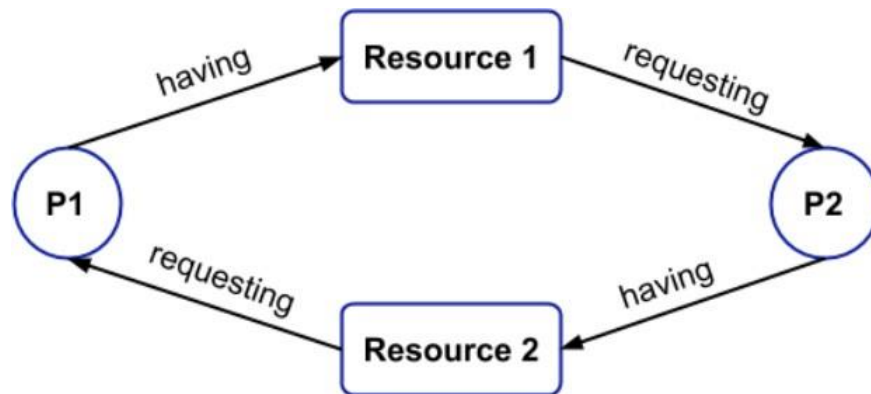 having
Resource 1
requesting
P1
P2
requesting
Resource 2
having